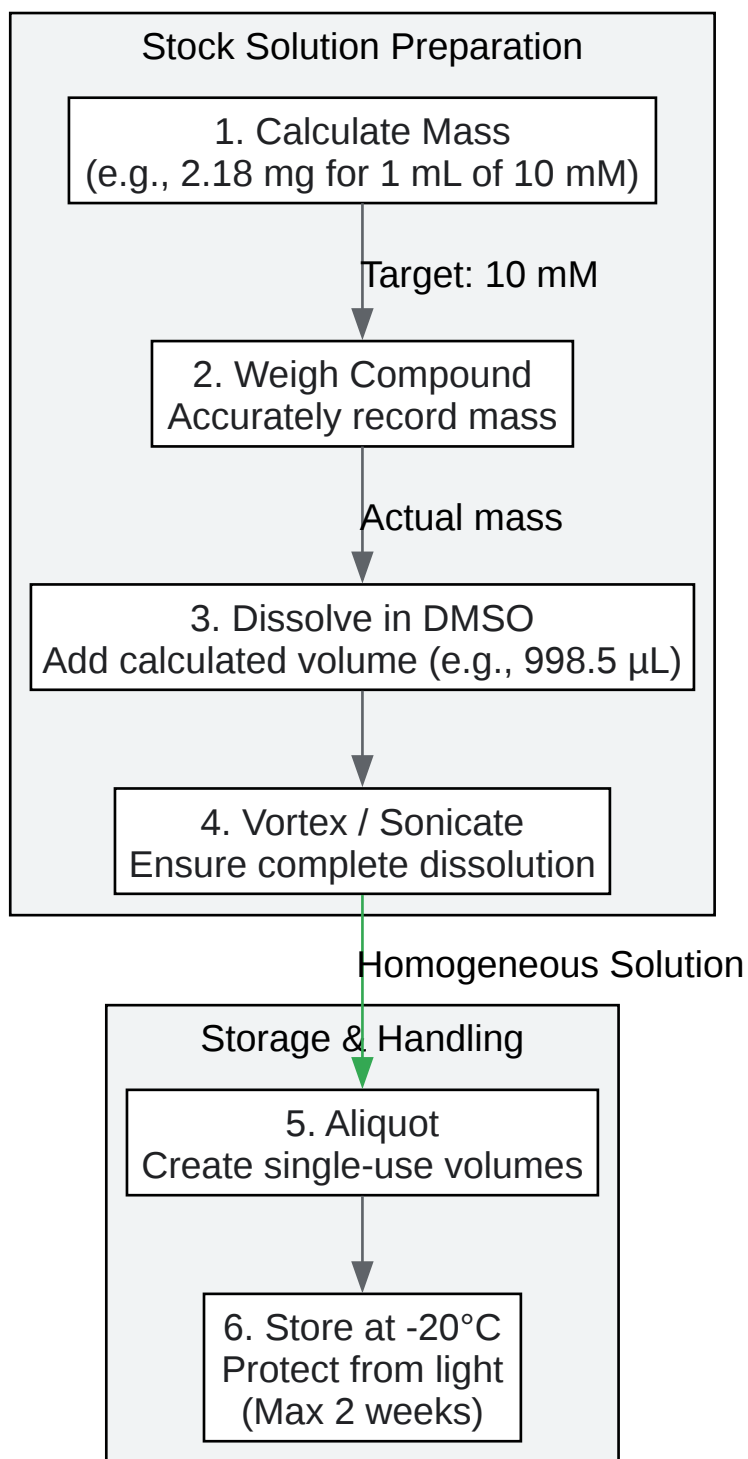 Stock Solution Preparation
1. Calculate Mass
(e.g., 2.18 mg for 1 mL of 10 mM)
Target: 10 mM
2. Weigh Compound
Accurately record mass
Actual mass
3. Dissolve in DMSO
Add calculated volume (e.g., 998.5 µL)
4. Vortex / Sonicate
Ensure complete dissolution
Homogeneous Solution
Storage & Handling
5. Aliquot
Create single-use volumes
6. Store at -20°C
Protect from light
(Max 2 weeks)